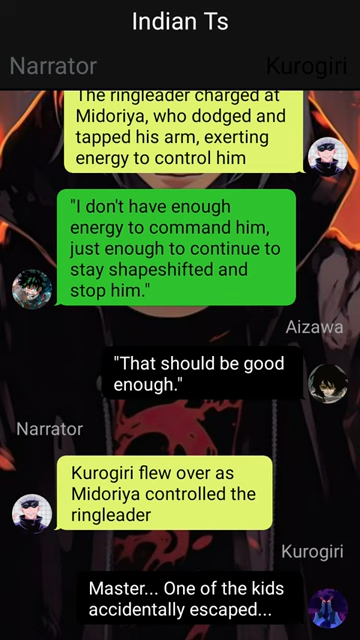 Indian Ts
Narrator
Kurogiri
The ringleader charged at
Midoriya, who dodged and
tapped his arm, exerting
energy to control him
"I don't have enough
energy to command him,
just enough to continue to
stay shapeshifted and
stop him."
Aizawa
"That should be good
enough."
Narrator
Kurogiri flew over as
Midoriya controlled the
ringleader
Kurogiri
Master... One of the kids
accidentally escaped...